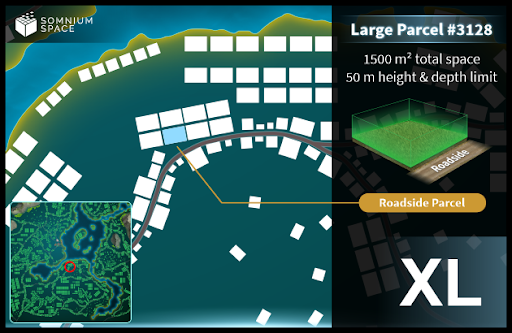 SOMNIUM
SPACE
Large Parcel #3128
1500 m² total space
50 m height & depth limit
Roadside
Roadside Parcel
XL